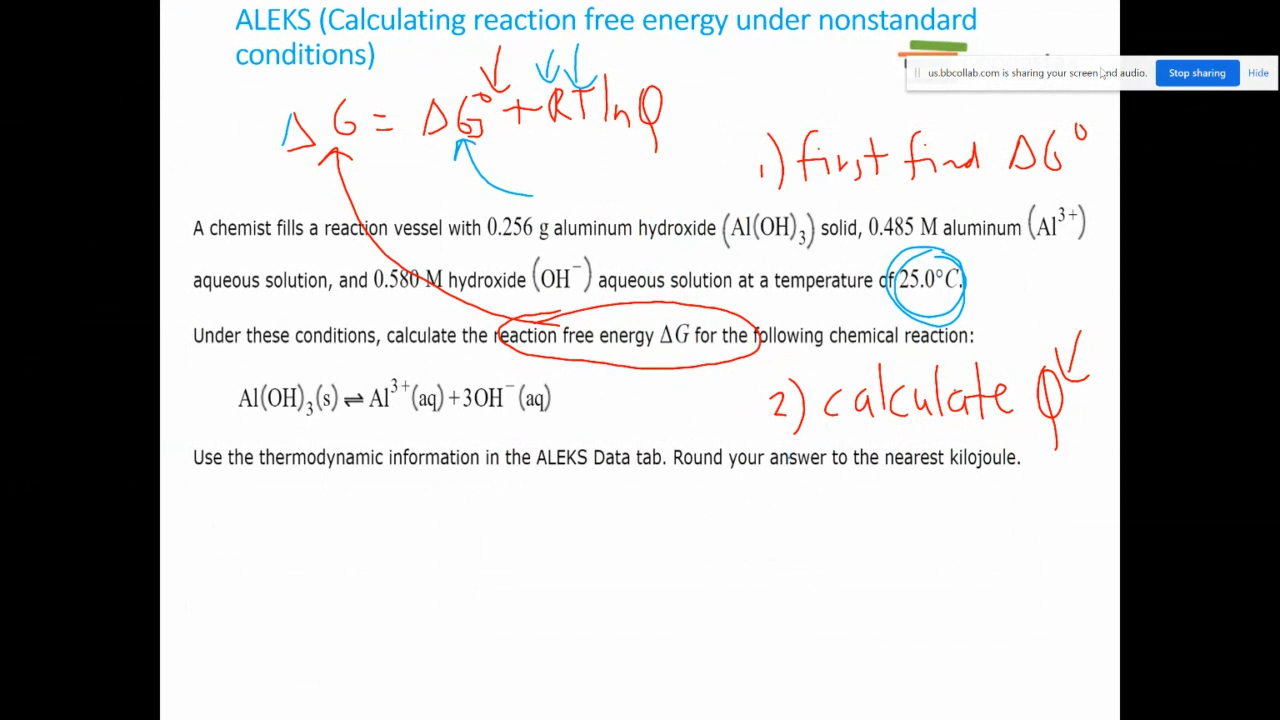 ALEKS (Calculating reaction free energy under nonstandard
conditions)
us.bbcollab.com is sharing your screen and audio. Stop sharing Hide
ΔG = ΔG° + RT ln Q
1.) first find ΔG°
A chemist fills a reaction vessel with 0.256 g aluminum hydroxide (Al(OH)₃) solid, 0.485 M aluminum (Al³⁺)
aqueous solution, and 0.580 M hydroxide (OH⁻) aqueous solution at a temperature of 25.0°C.
Under these conditions, calculate the reaction free energy ΔG for the following chemical reaction:
Al(OH)₃(s) ⇌ Al³⁺(aq) + 3OH⁻(aq)
2) calculate Q
Use the thermodynamic information in the ALEKS Data tab. Round your answer to the nearest kilojoule.